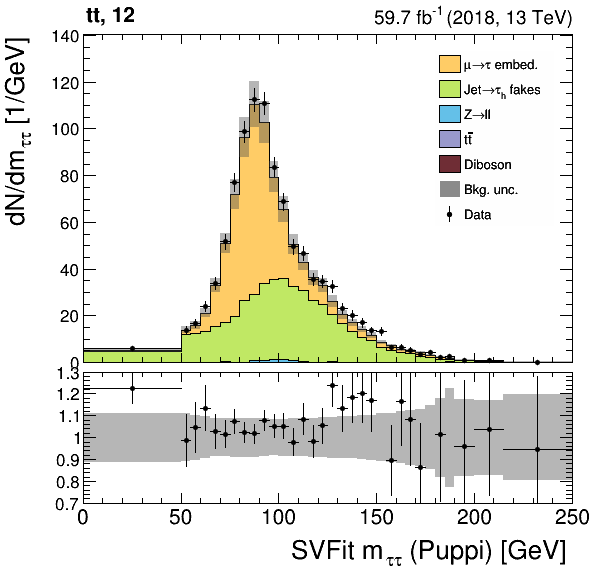 tt, 12
59.7 fb⁻¹ (2018, 13 TeV)
dN/dmττ [1/GeV]
140
120
100
80
60
40
20
0
μ→τ embed.
Jet→τh fakes
Z→ll
tt̄
Diboson
Bkg. unc.
Data
1.3
1.2
1.1
1
0.9
0.8
0.7
0 50 100 150 200 250
SVFit mττ (Puppi) [GeV]